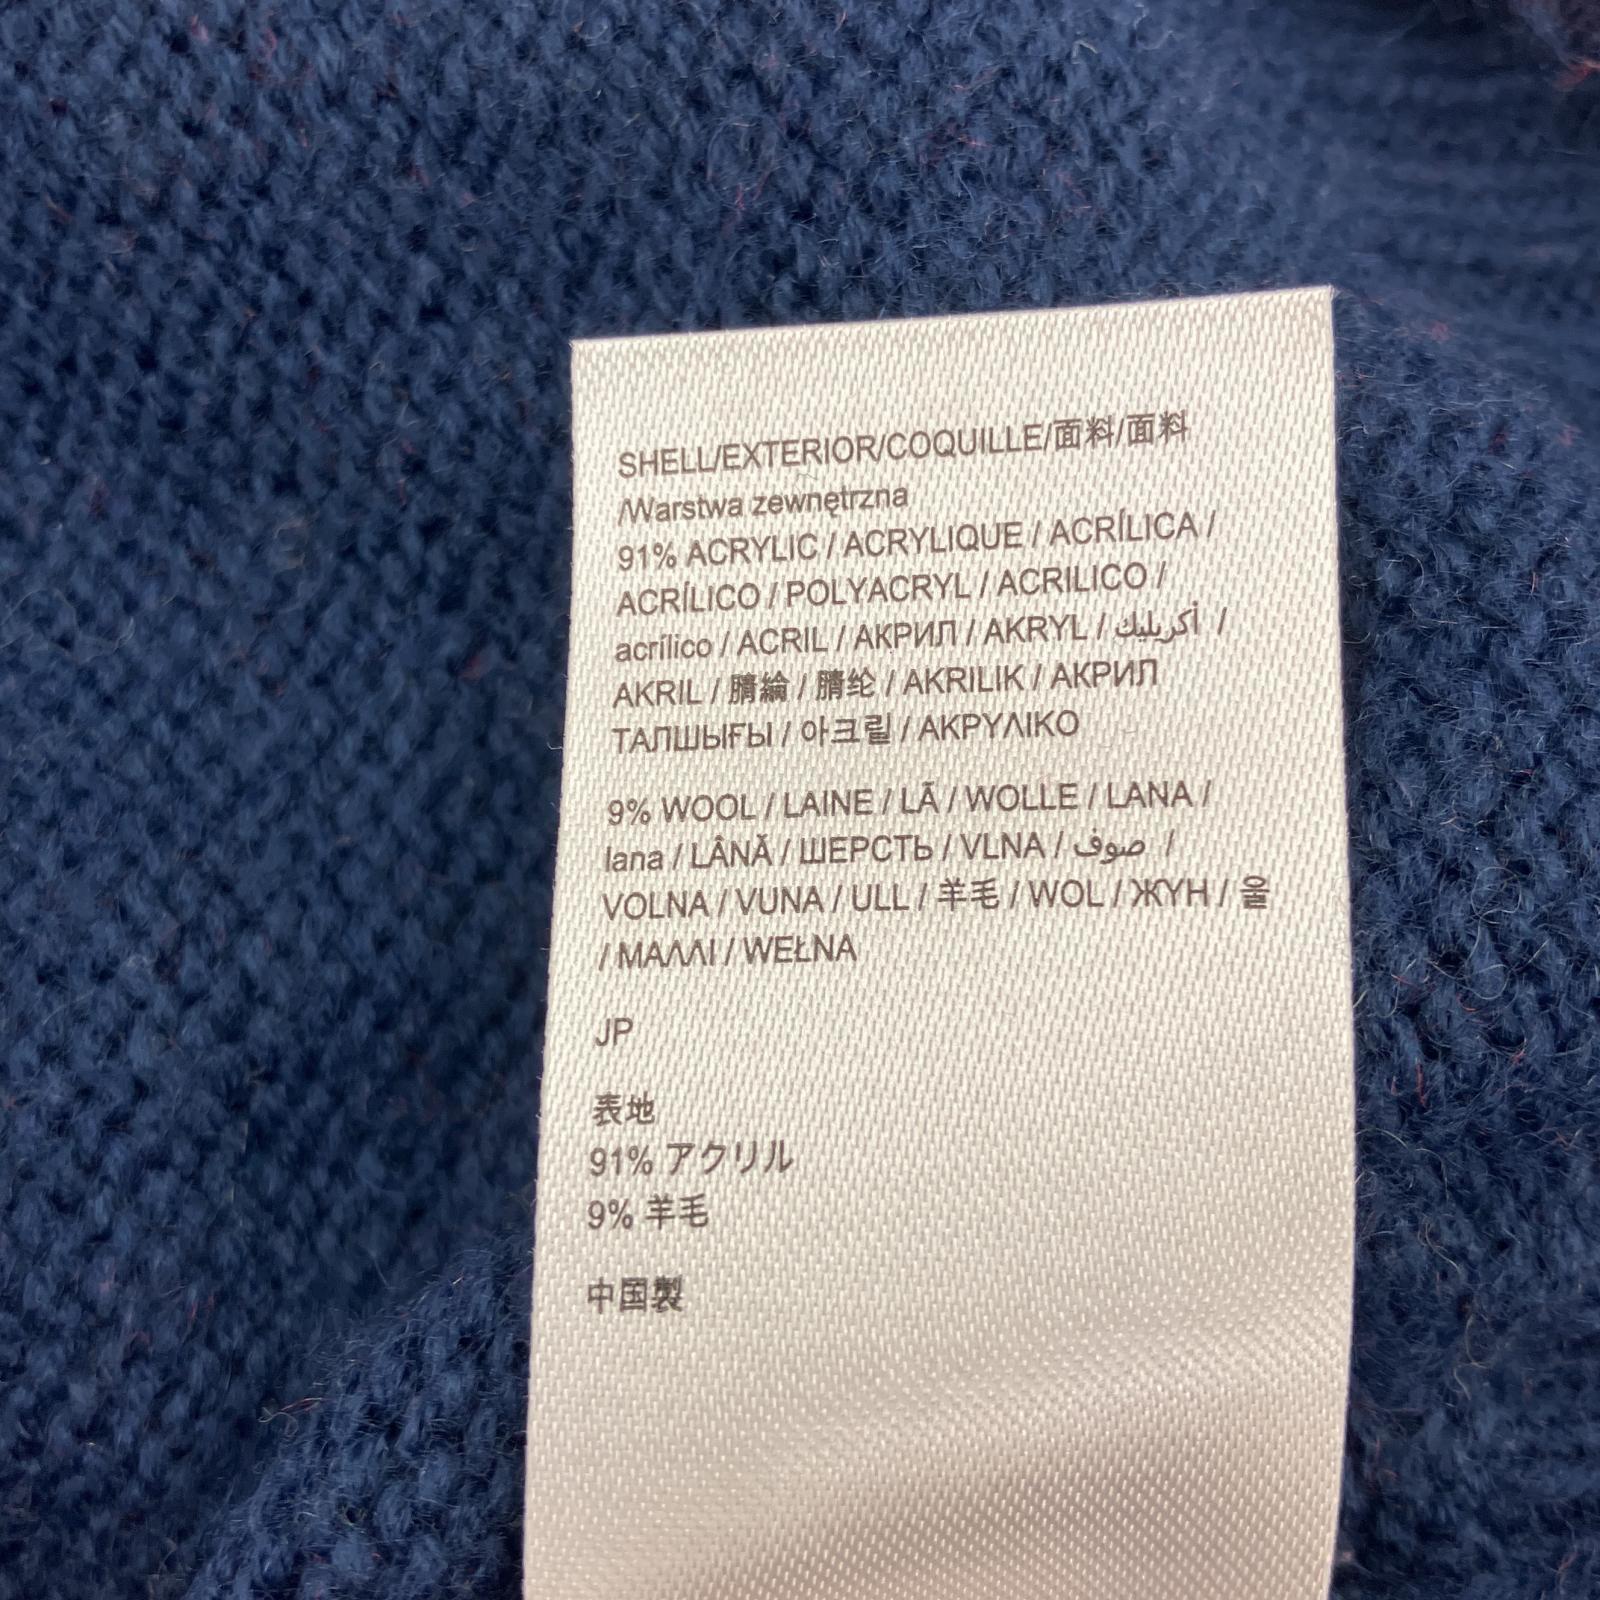 SHELL/EXTERIOR/COQUILLE/面料/面料
/Warstwa zewnętrzna
91% ACRYLIC / ACRYLIQUE / ACRÍLICA /
ACRÍLICO / POLYACRYL / ACRILICO /
acrílico / ACRIL / АКРИЛ / AKRYL / أكريليك /
AKRIL / 腈綸 / 腈纶 / AKRILIK / АКРИЛ
ТАЛШЫҒЫ / 아크릴 / ΑΚΡΥΛΙΚΟ
9% WOOL / LAINE / LÃ / WOLLE / LANA /
lana / LÂNĂ / ШЕРСТЬ / VLNA / صوف /
VOLNA / VUNA / ULL / 羊毛 / WOL / ЖҮН / 울
/ ΜΑΛΛΙ / WEŁNA
JP
表地
91% アクリル
9% 羊毛
中国製